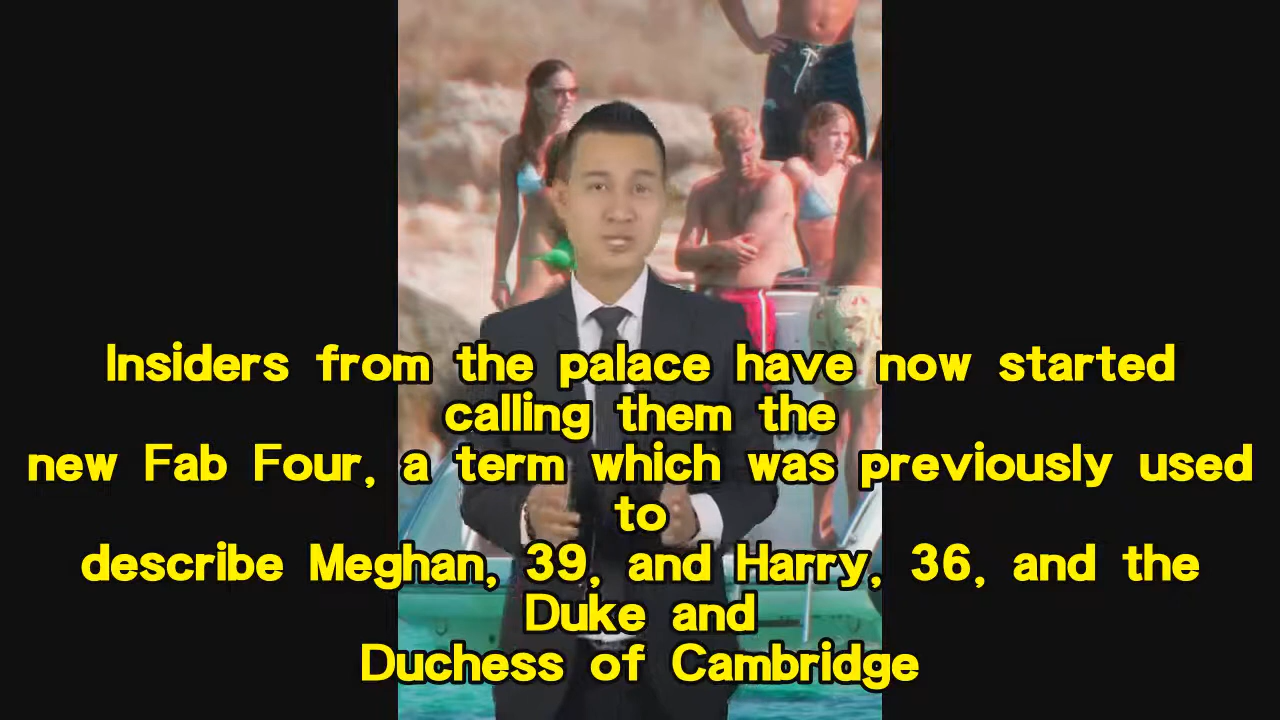 Insiders from the palace have now started
calling them the
new Fab Four, a term which was previously used
to
describe Meghan, 39, and Harry, 36, and the
Duke and
Duchess of Cambridge